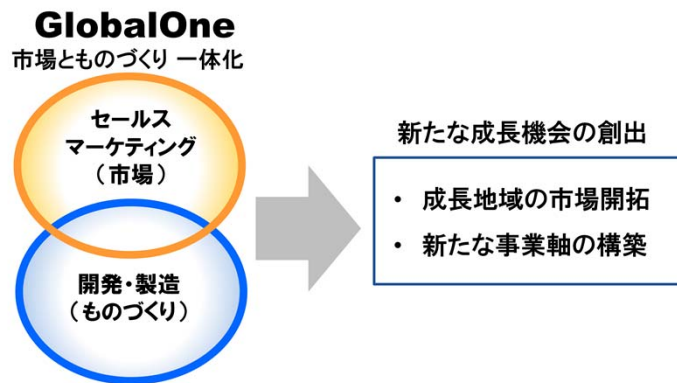 GlobalOne
市場とものづくり 一体化
セールス
マーケティング
(市場)
開発・製造
(ものづくり)
新たな成長機会の創出
• 成長地域の市場開拓
• 新たな事業軸の構築